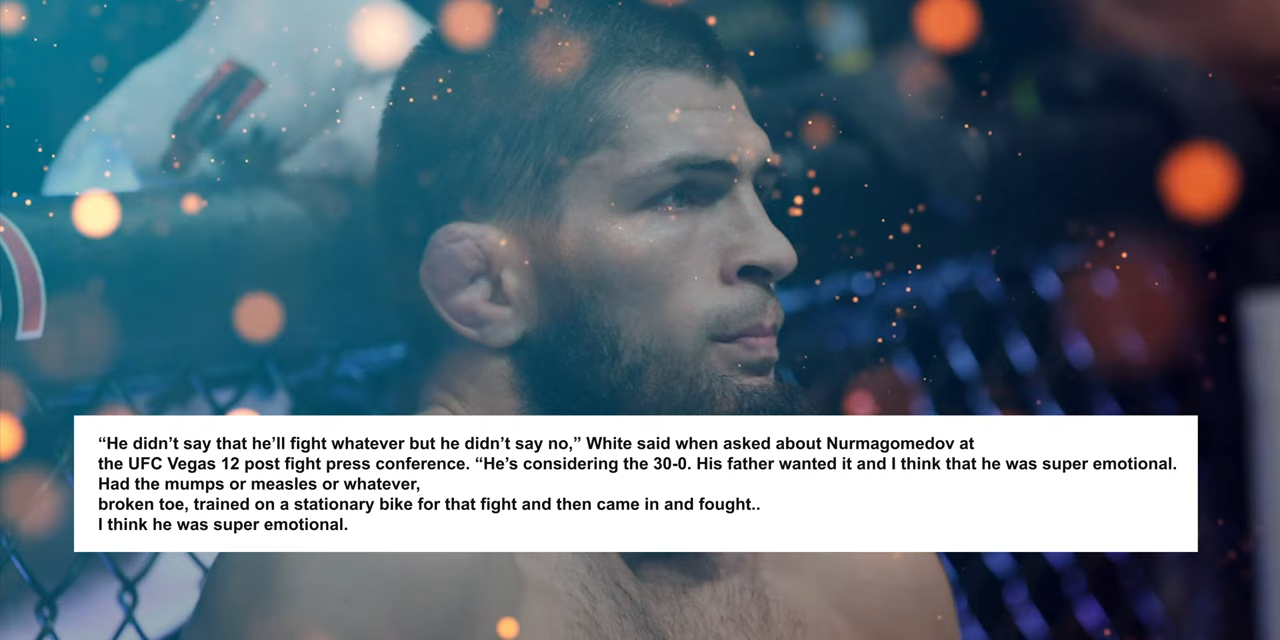 “He didn’t say that he’ll fight whatever but he didn’t say no,” White said when asked about Nurmagomedov at
the UFC Vegas 12 post fight press conference. “He’s considering the 30-0. His father wanted it and I think that he was super emotional.
Had the mumps or measles or whatever,
broken toe, trained on a stationary bike for that fight and then came in and fought..
I think he was super emotional.